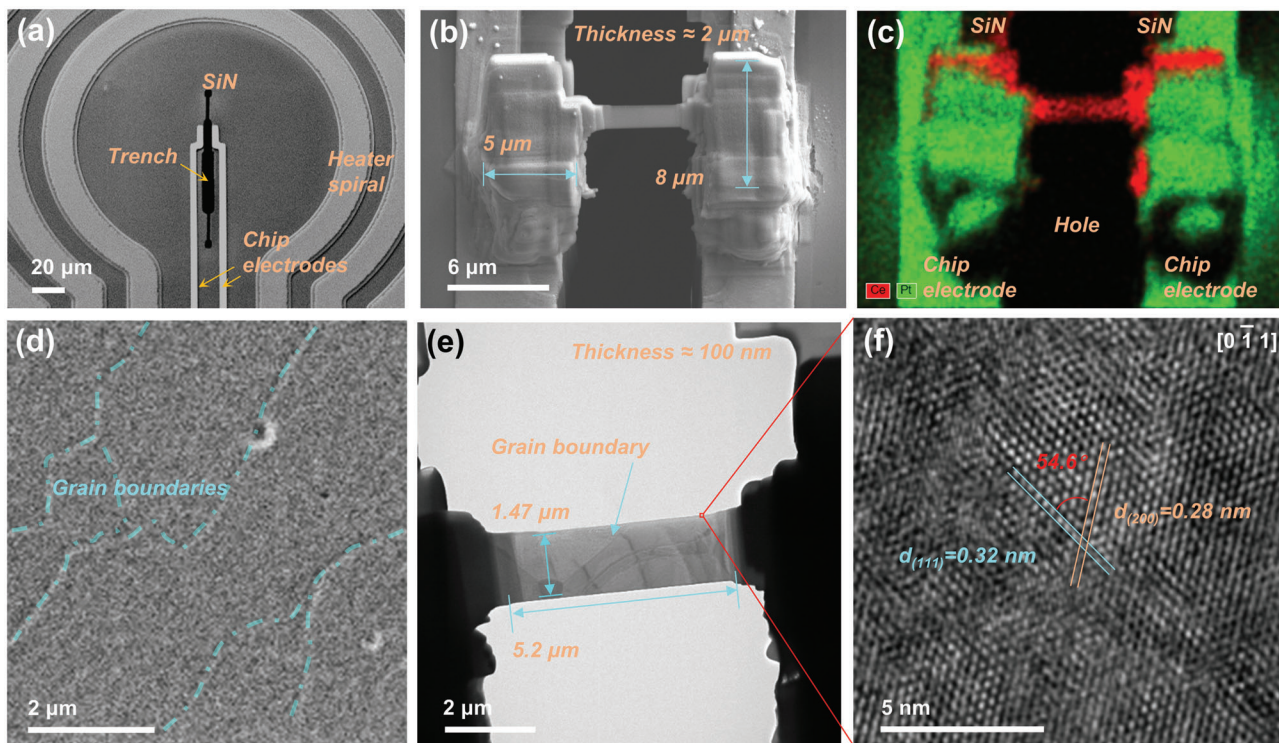 (a)
SiN
Trench
Heater
spiral
Chip
electrodes
20 μm
(b)
Thickness ≈ 2 μm
5 μm
8 μm
6 μm
(c)
SiN
SiN
Hole
Chip
electrode
Chip
electrode
Ce
Pt
(d)
Grain boundaries
2 μm
(e)
Thickness ≈ 100 nm
Grain
boundary
1.47 μm
5.2 μm
2 μm
(f)
[0 1̄ 1]
54.6°
d(200)=0.28 nm
d(111)=0.32 nm
5 nm